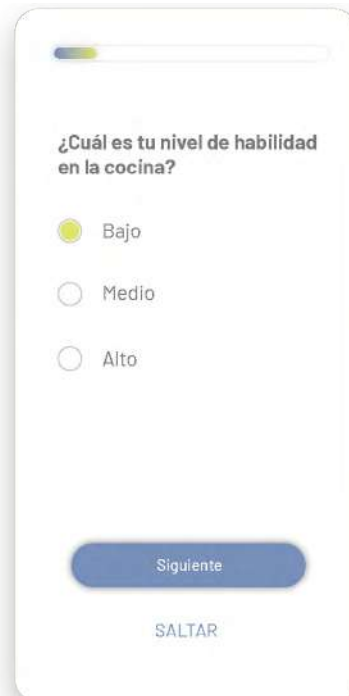 ¿Cuál es tu nivel de habilidad
en la cocina?
Bajo
Medio
Alto
Siguiente
SALTAR